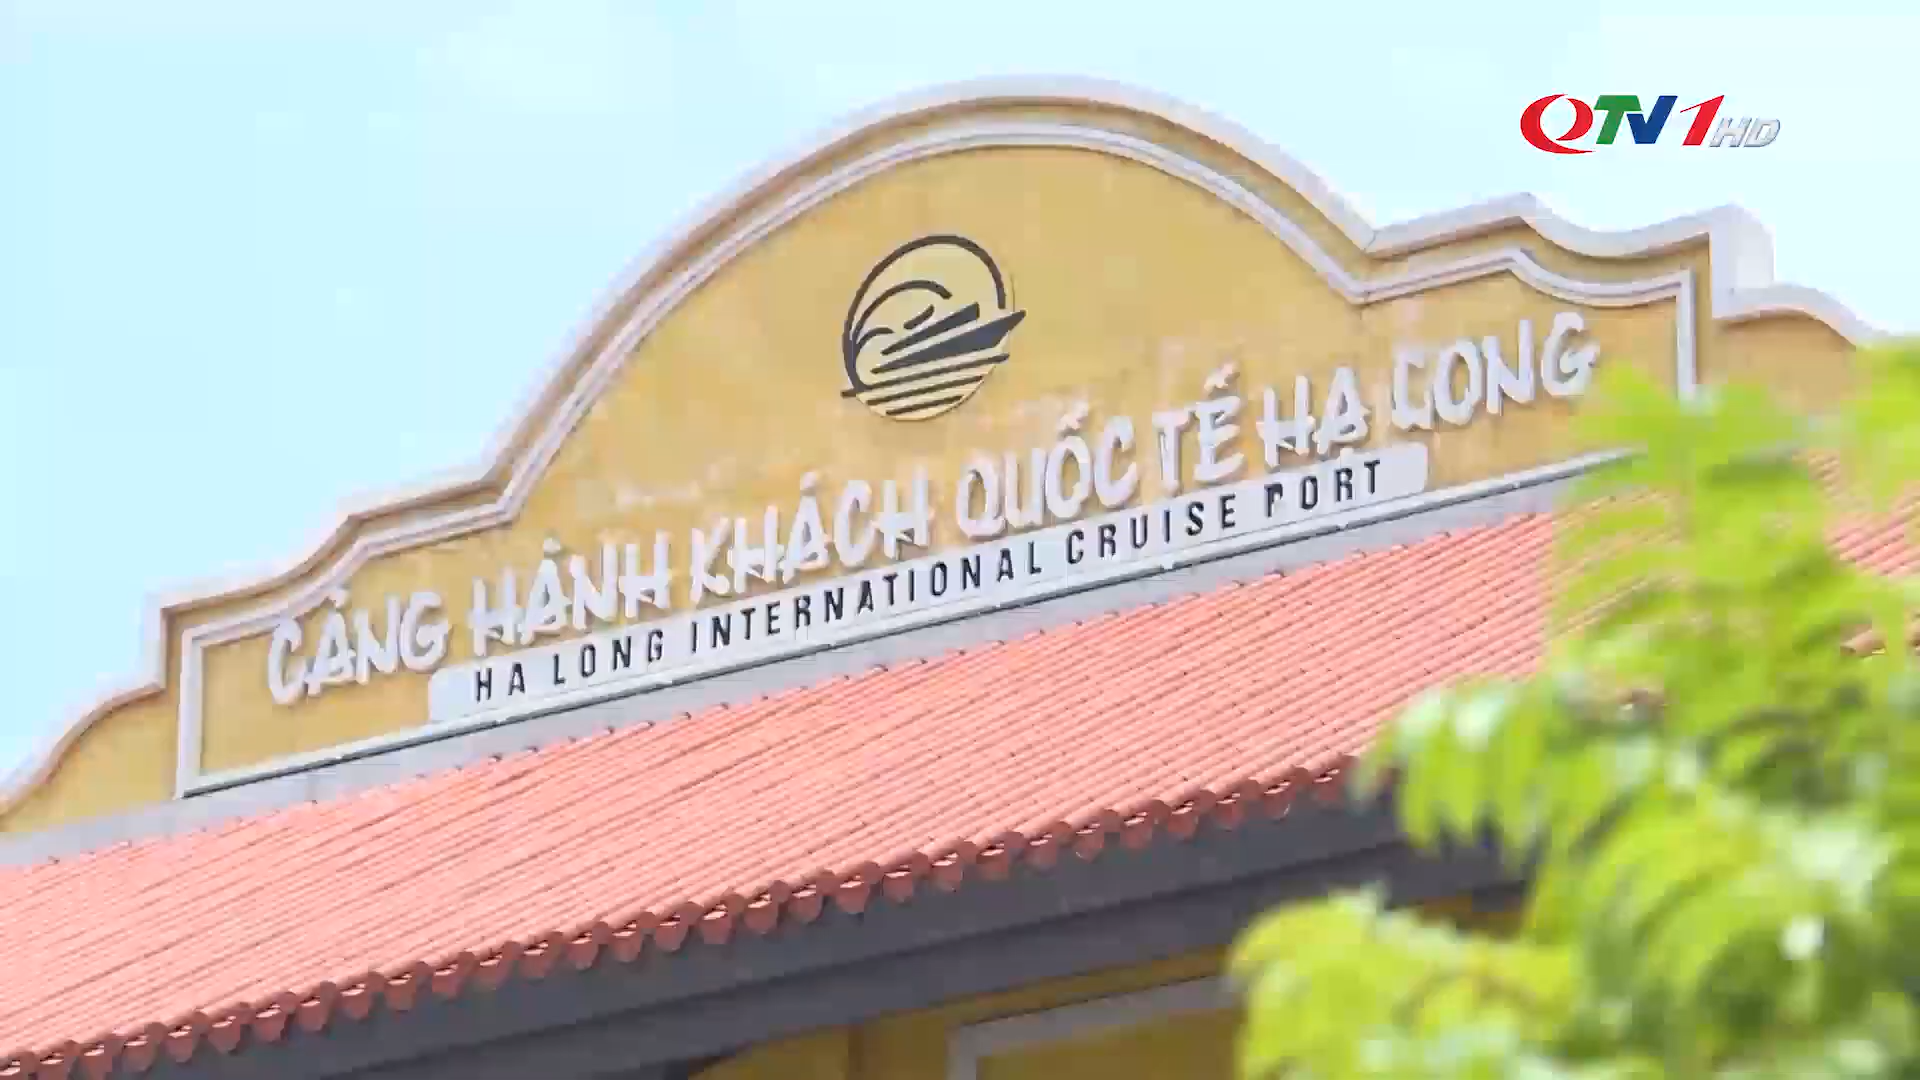 QTV1HD
CẢNG HÀNH KHÁCH QUỐC TẾ HẠ LONG
HA LONG INTERNATIONAL CRUISE PORT